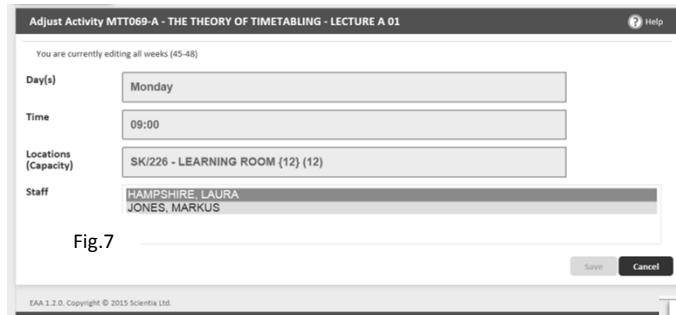 Adjust Activity MTT069-A - THE THEORY OF TIMETABLING - LECTURE A 01
? Help
You are currently editing all weeks (45-48)
Day(s)
Monday
Time
09:00
Locations
(Capacity)
SK/226 - LEARNING ROOM {12} (12)
Staff
HAMPSHIRE, LAURA
JONES, MARKUS
Fig.7
Save
Cancel
EAA 1.2.0. Copyright © 2015 Scientia Ltd.